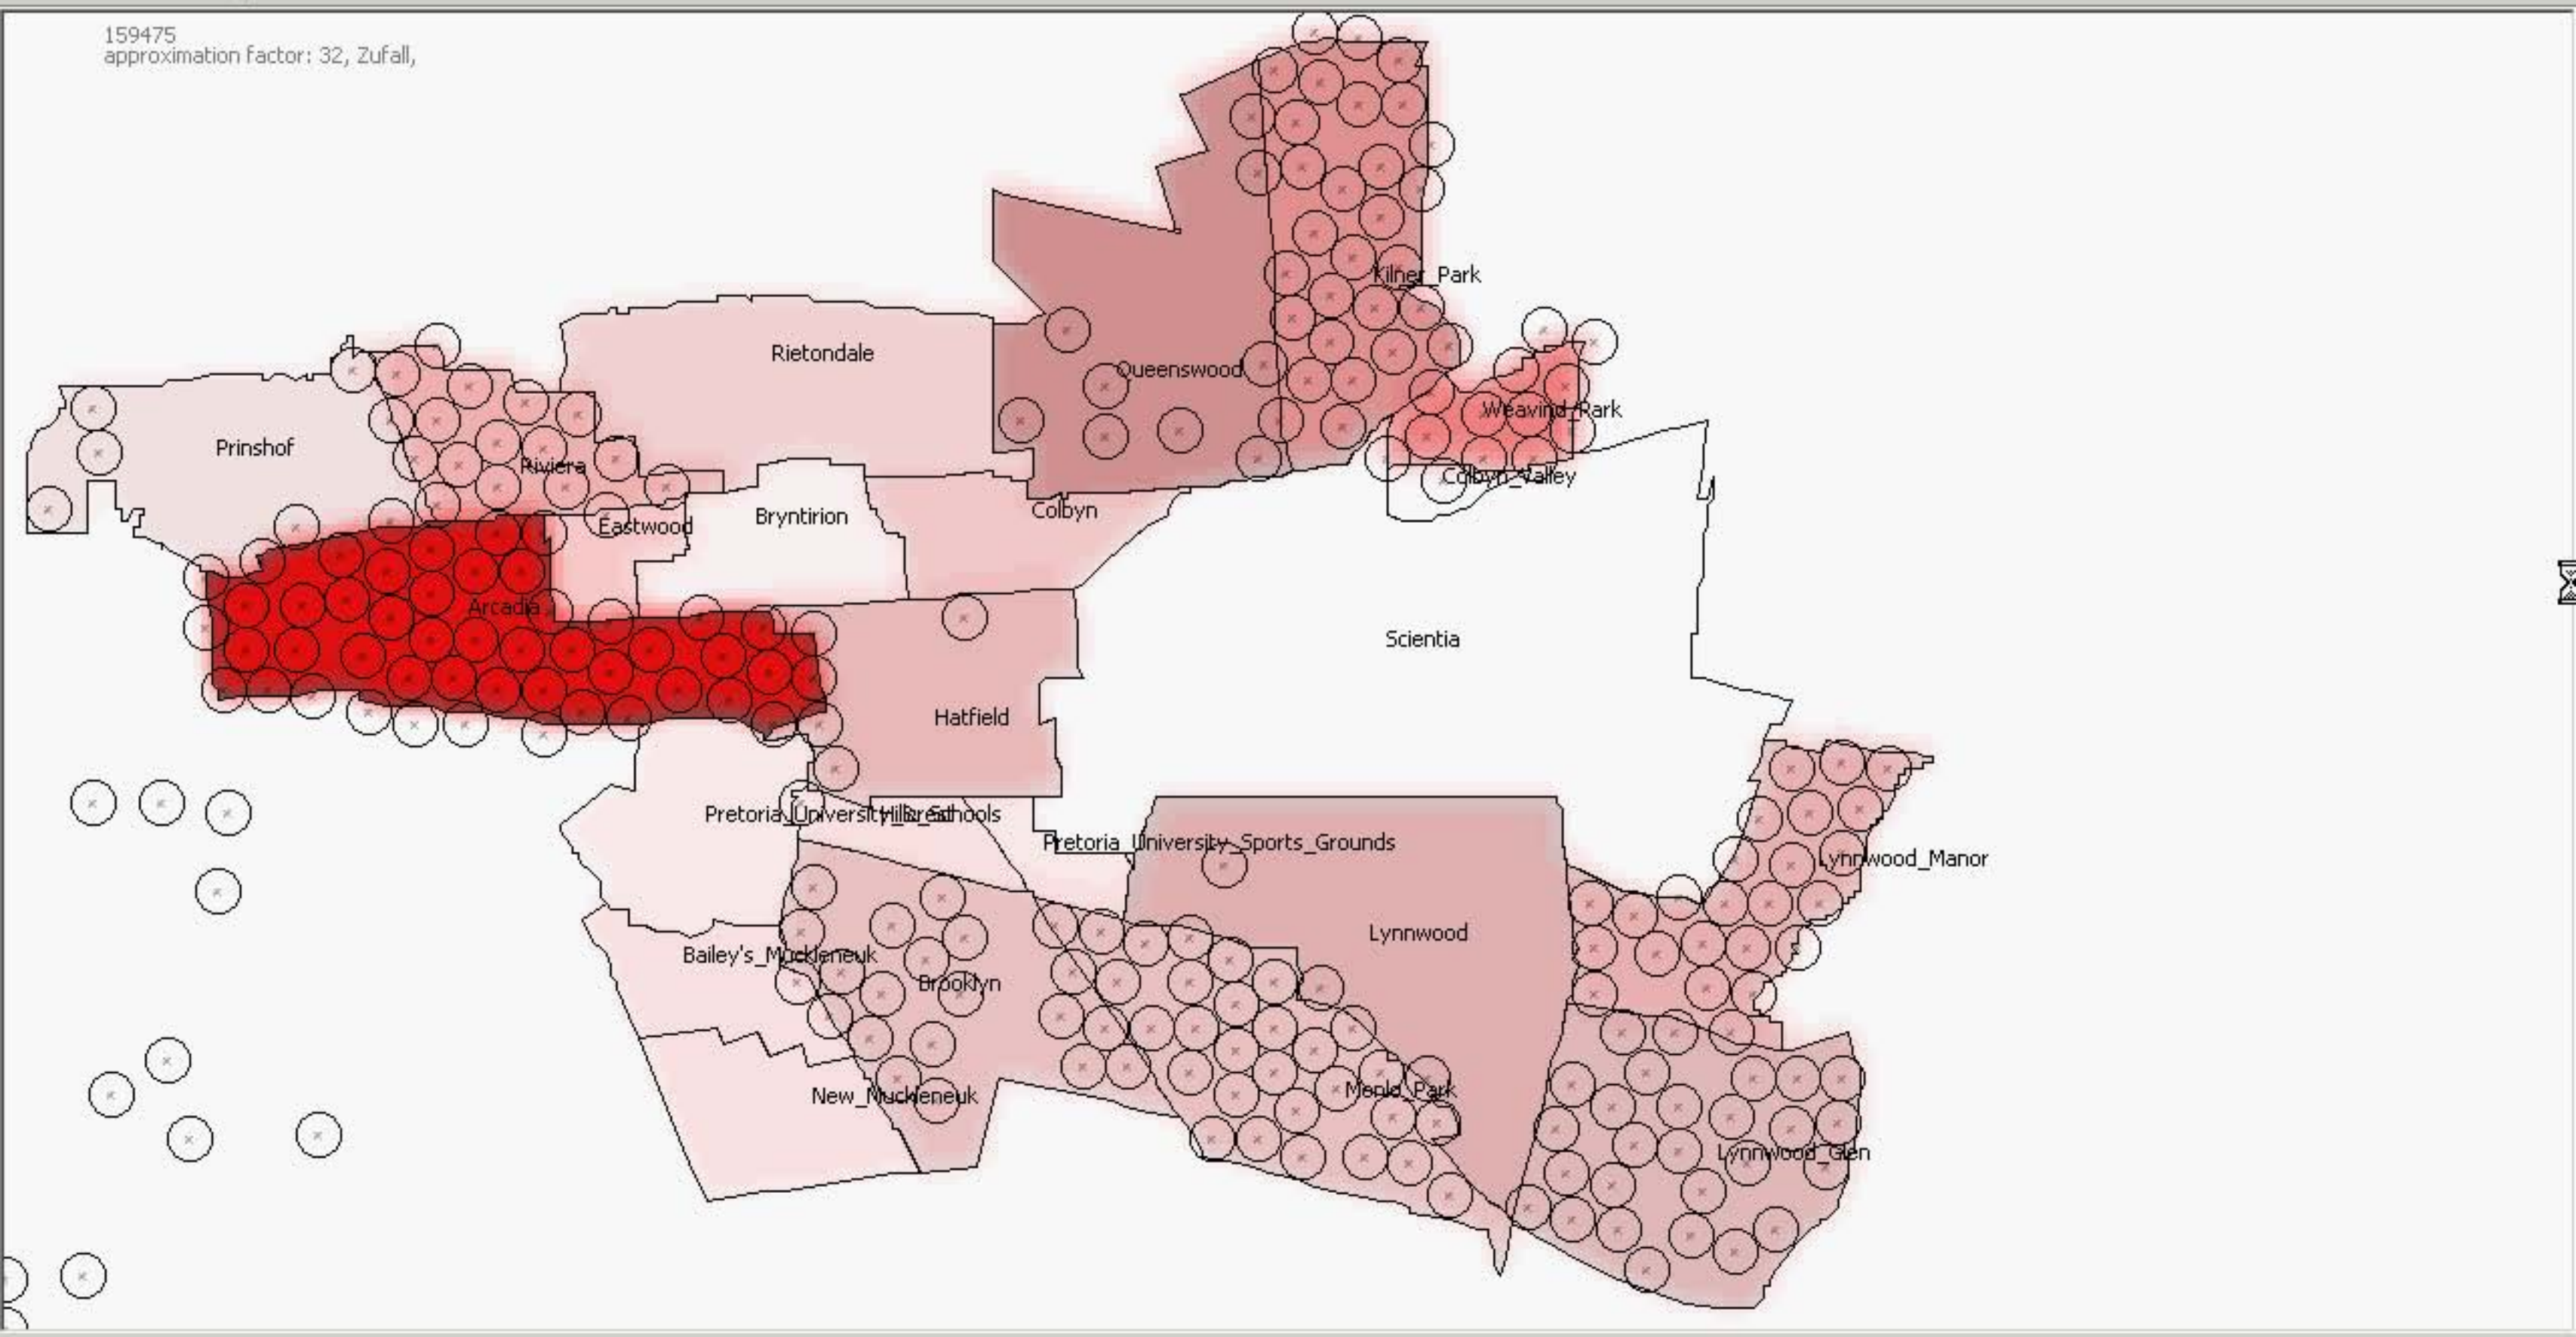 159475
approximation factor: 32, Zufall,
Kilner_Park
Rietondale
Queenswood
Weavind_Park
Prinshof
Riviera
Colbyn_Valley
Colbyn
Bryntirion
Eastwood
Arcadia
Scientia
Hatfield
Pretoria_University_
Hillcrest
Schools
Pretoria_University_Sports_Grounds
Lynnwood_Manor
Lynnwood
Bailey's_Muckleneuk
Brooklyn
Menlo_Park
New_Muckleneuk
Lynnwood_Glen